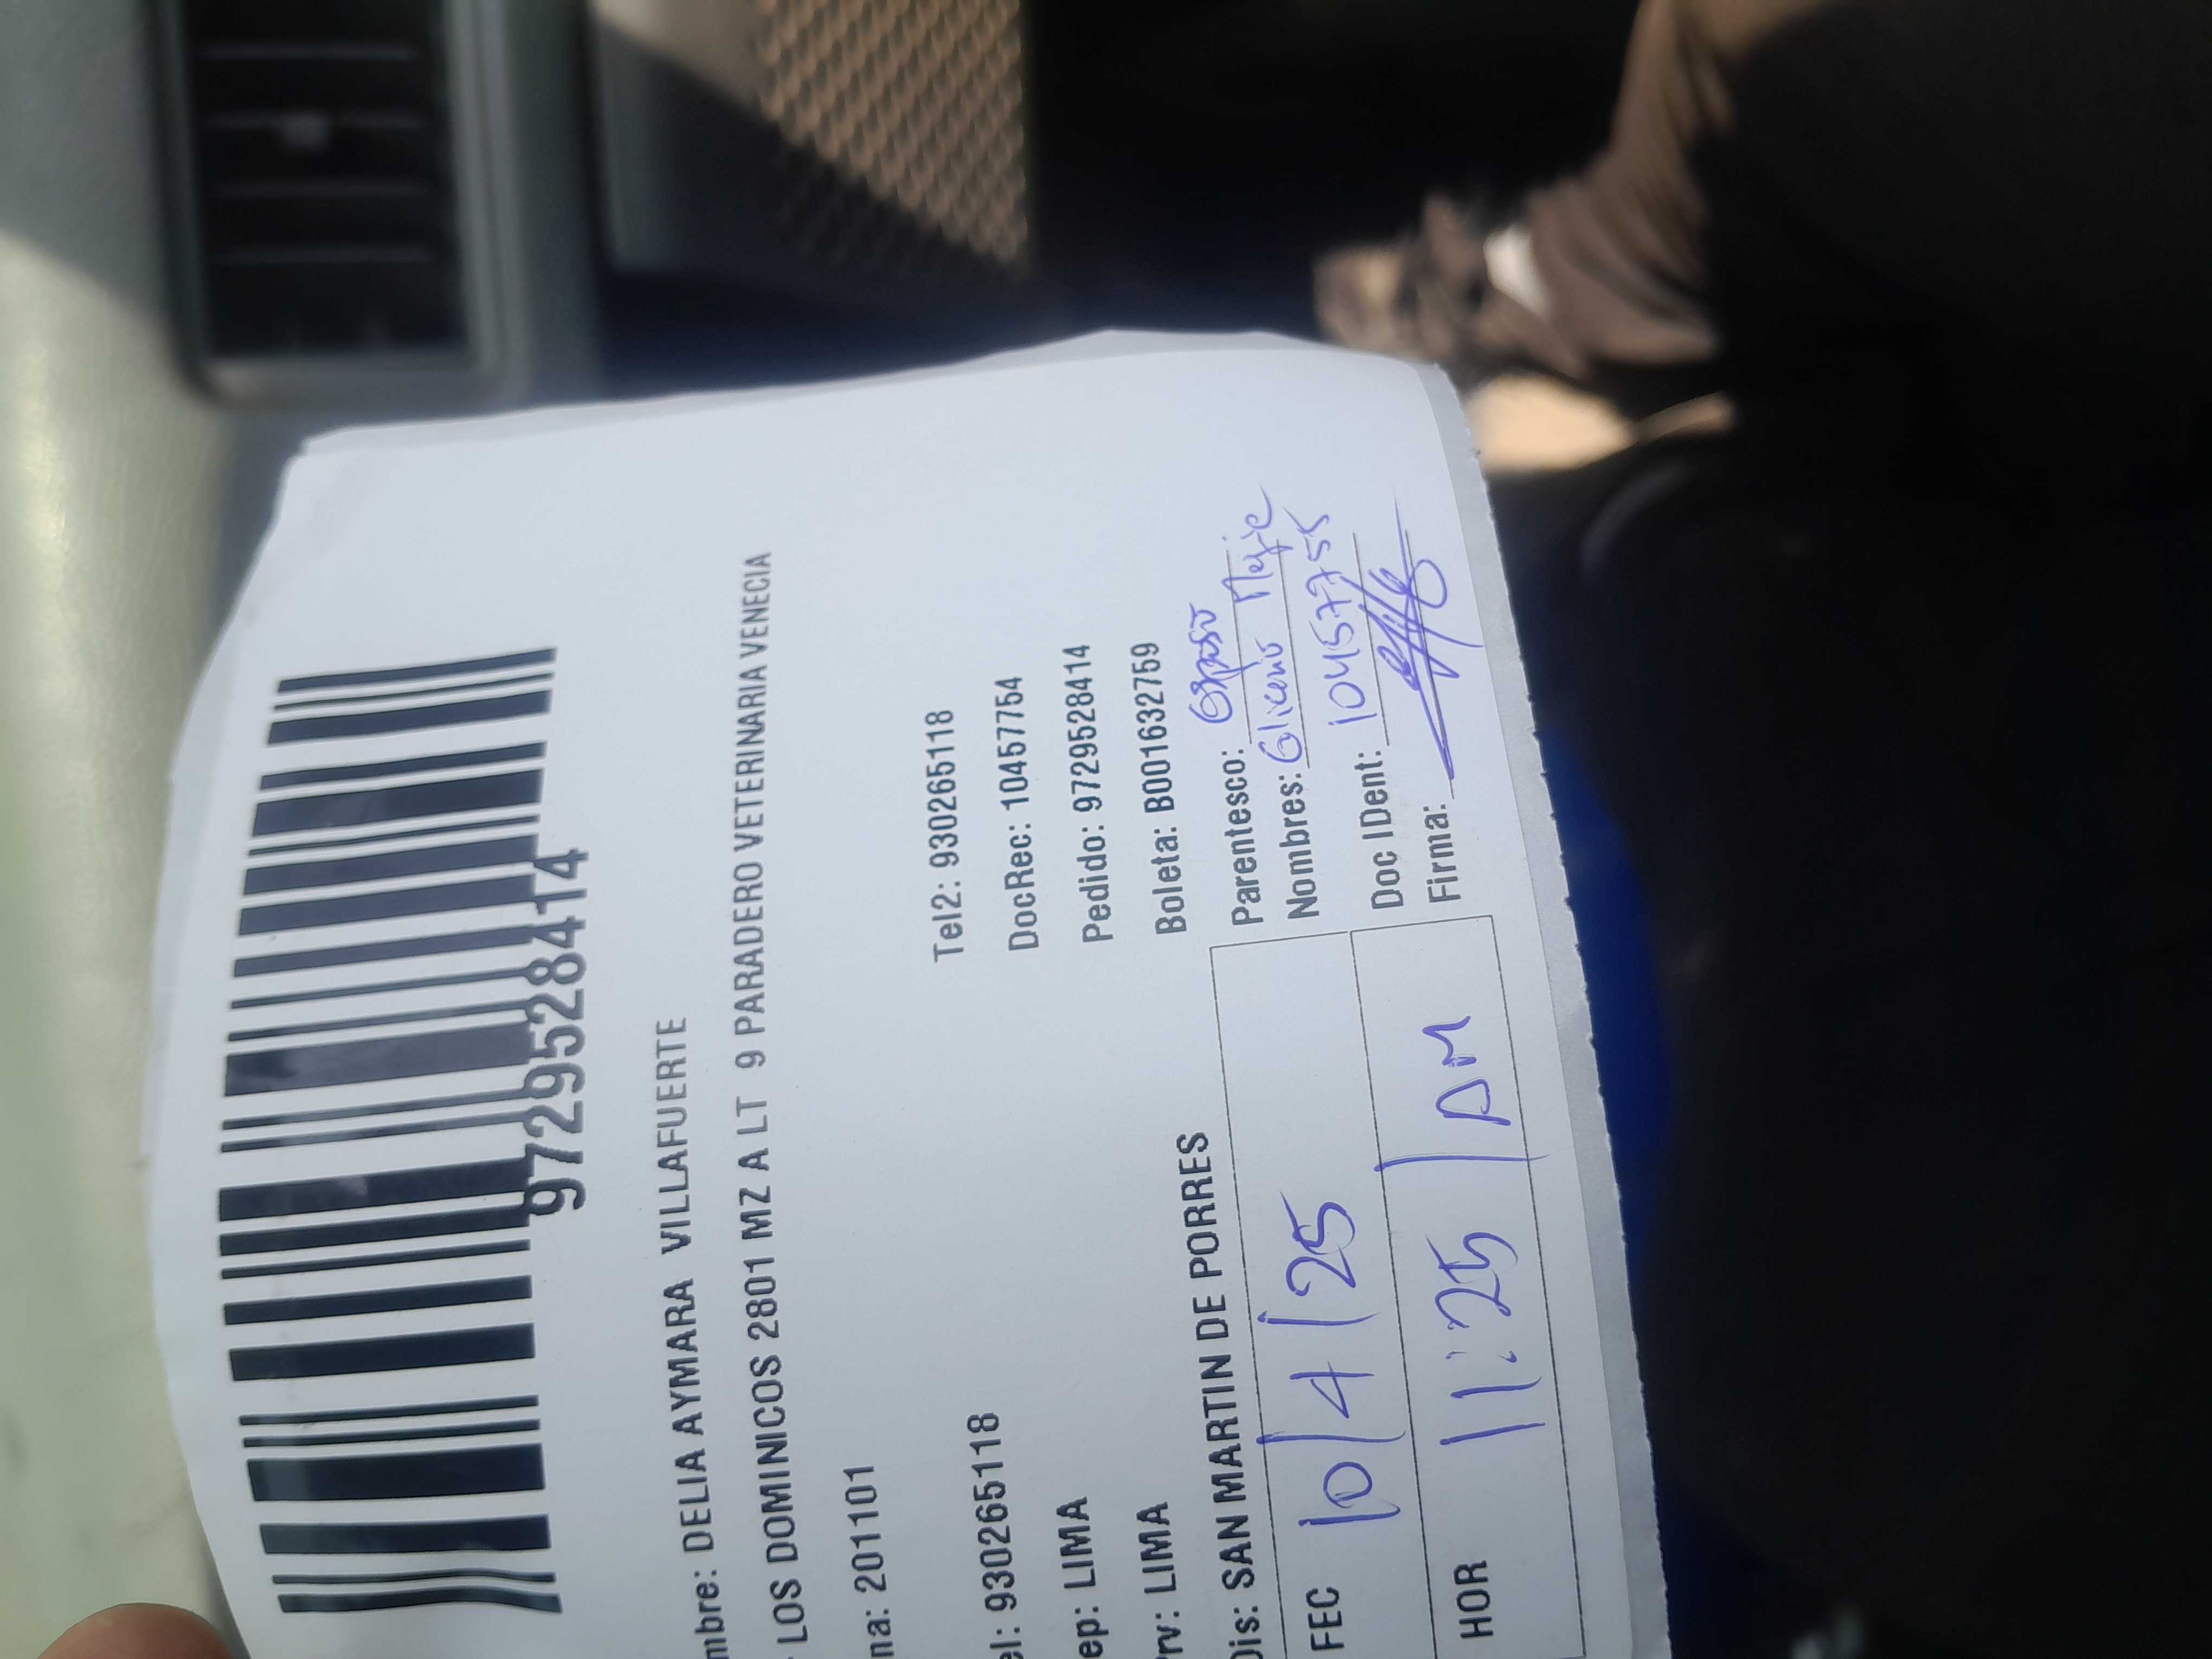 9729528414
mbre: DELIA AYMARA VILLAFUERTE
LOS DOMINICOS 2801 MZ A LT 9 PARADERO VETERINARIA VENECIA
na: 201101
el: 930265118 Tel2: 930265118
ep: LIMA DocRec: 10457754
rv: LIMA Pedido: 9729528414
Boleta: B001632759
Dis: SAN MARTIN DE PORRES
Parentesco: esposo
Nombres: Glicerio
Doc IDent: 10457755
Firma:
FEC 10/4/25
HOR 11:25 AM